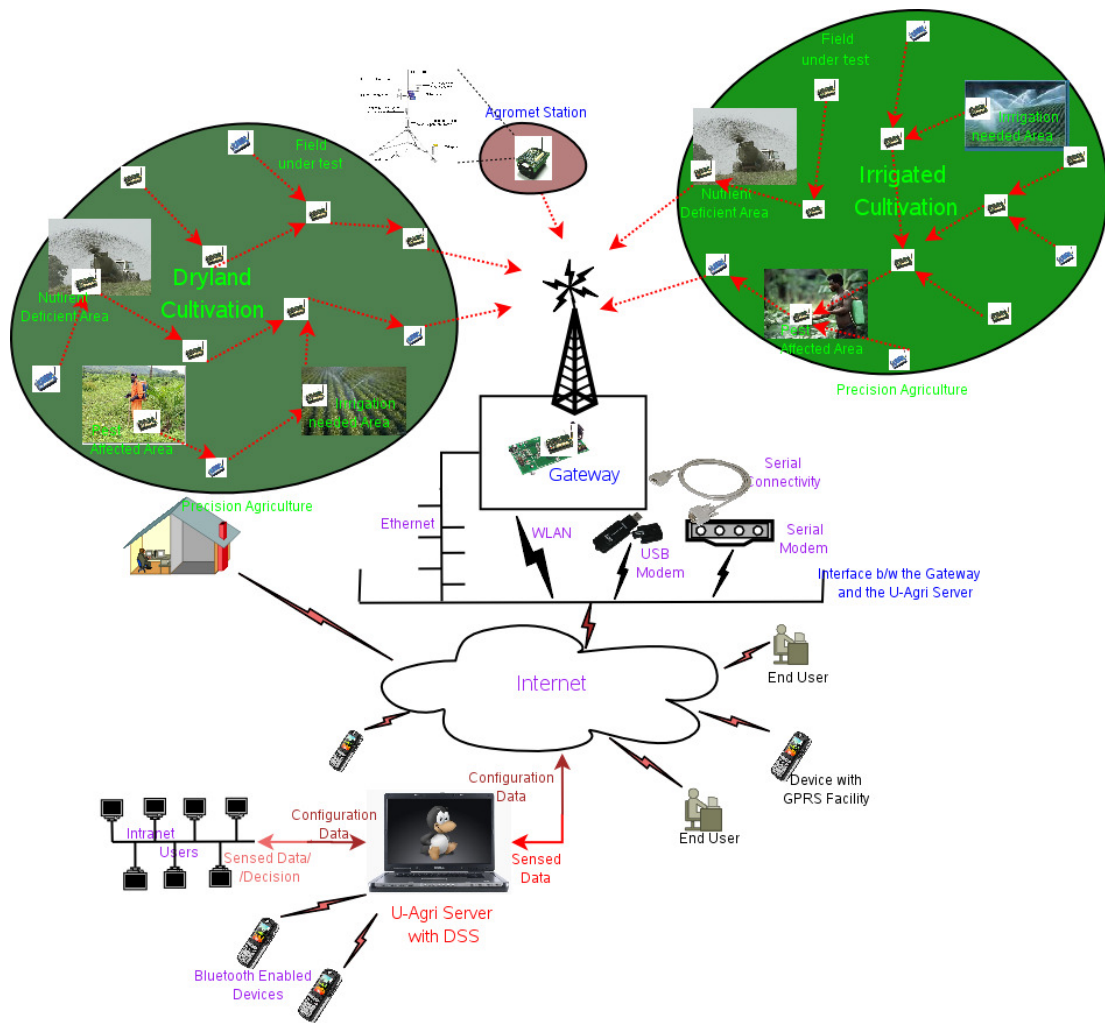 Agromet Station
Field
under test
Nutirent
Deficient Area
Dryland
Cultivation
Pest
Affected Area
Irrigation
needed Area
Precision Agriculture
Field
under test
Irrigation
needed Area
Nutrient
Deficient Area
Irrigated
Cultivation
Pest
Affected Area
Precision Agriculture
Gateway
Ethernet
WLAN
USB
Modem
Serial
Connectivity
Serial
Modem
Interface b/w the Gateway
and the U-Agri Server
Internet
End User
Device with
GPRS Facility
End User
Configuration
Data
Sensed
Data
Configuration
Data
Intranet
Users
Sensed Data/
/Decision
U-Agri Server
with DSS
Bluetooth Enabled
Devices